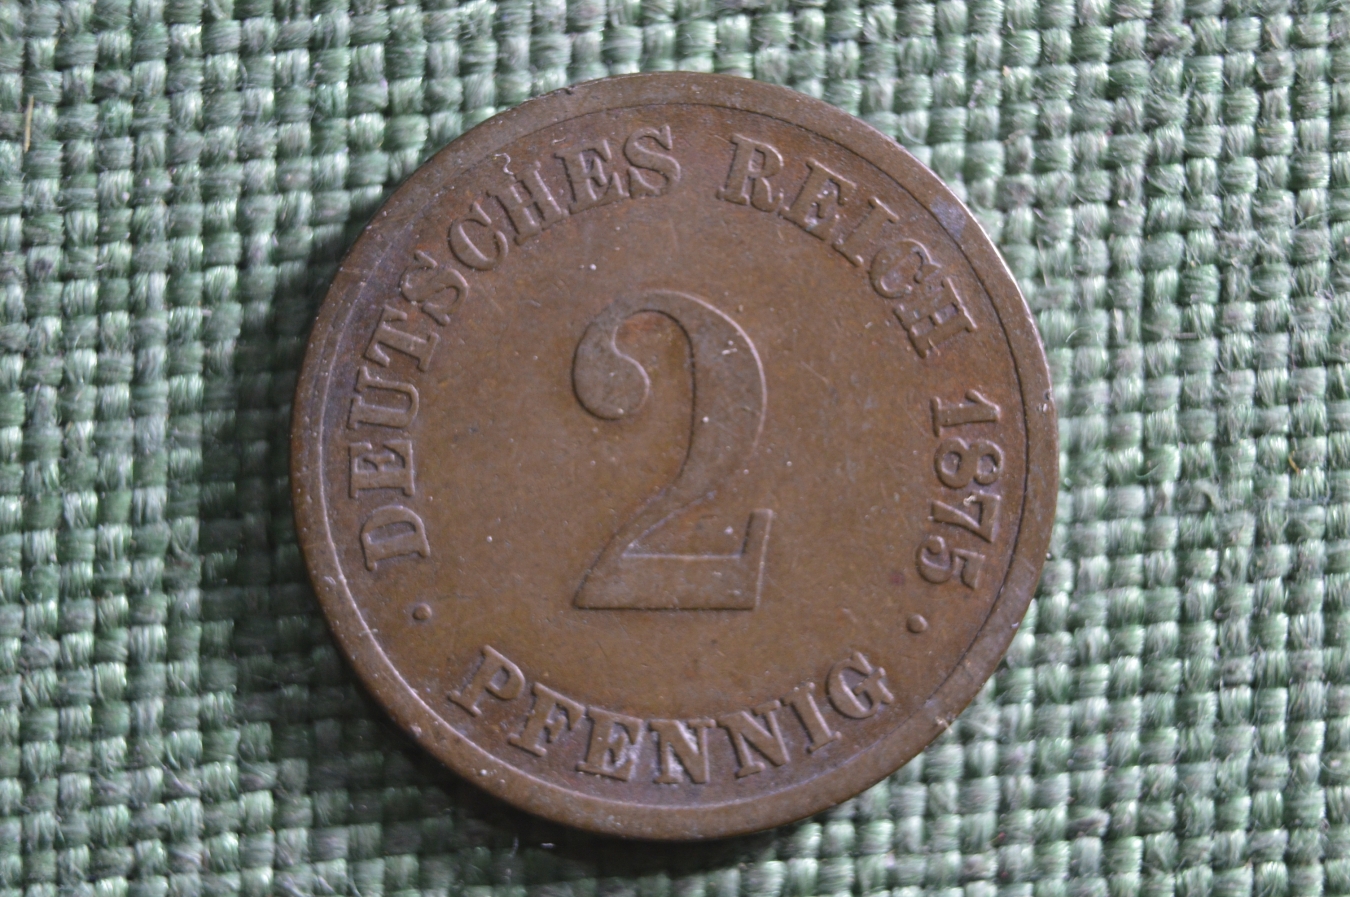 DEUTSCHES REICH 1875
2
PFENNIG